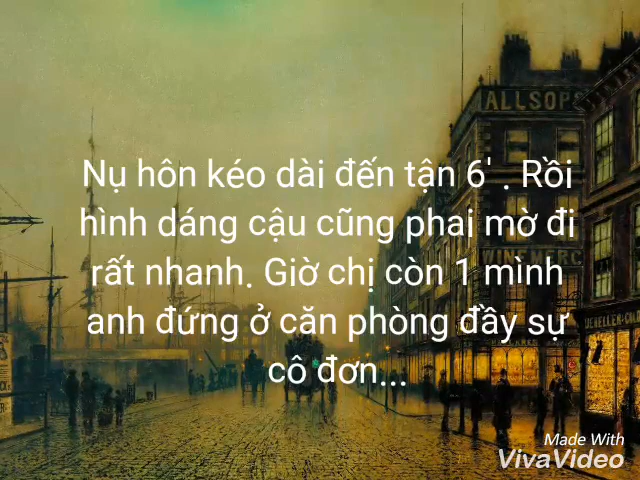 ALLSOPS
Nụ hôn kéo dài đến tận 6' . Rồi
hình dáng cậu cũng phai mờ đi
rất nhanh. Giờ chị còn 1 mình
anh đứng ở căn phòng đầy sự
cô đơn...
Made With
VivaVideo